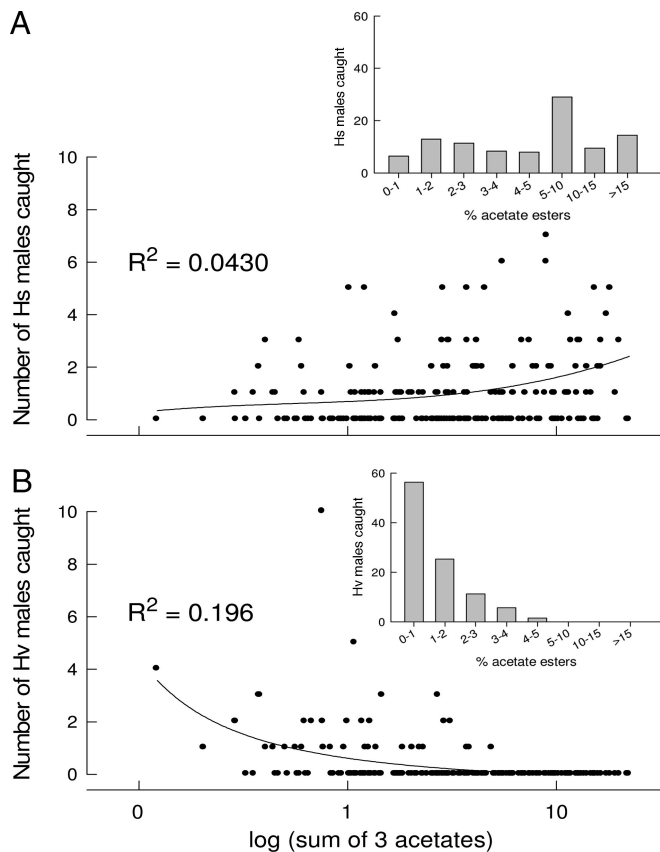 A
60
40
20
0
Hs males caught
0-1 1-2 2-3 3-4 4-5 5-10 10-15 >15
% acetate esters
10
8
6
4
2
0
Number of Hs males caught
R² = 0.0430
0 1 10
B
60
40
20
0
Hv males caught
0-1 1-2 2-3 3-4 4-5 5-10 10-15 >15
% acetate esters
10
8
6
4
2
0
Number of Hv males caught
R² = 0.196
0 1 10
log (sum of 3 acetates)